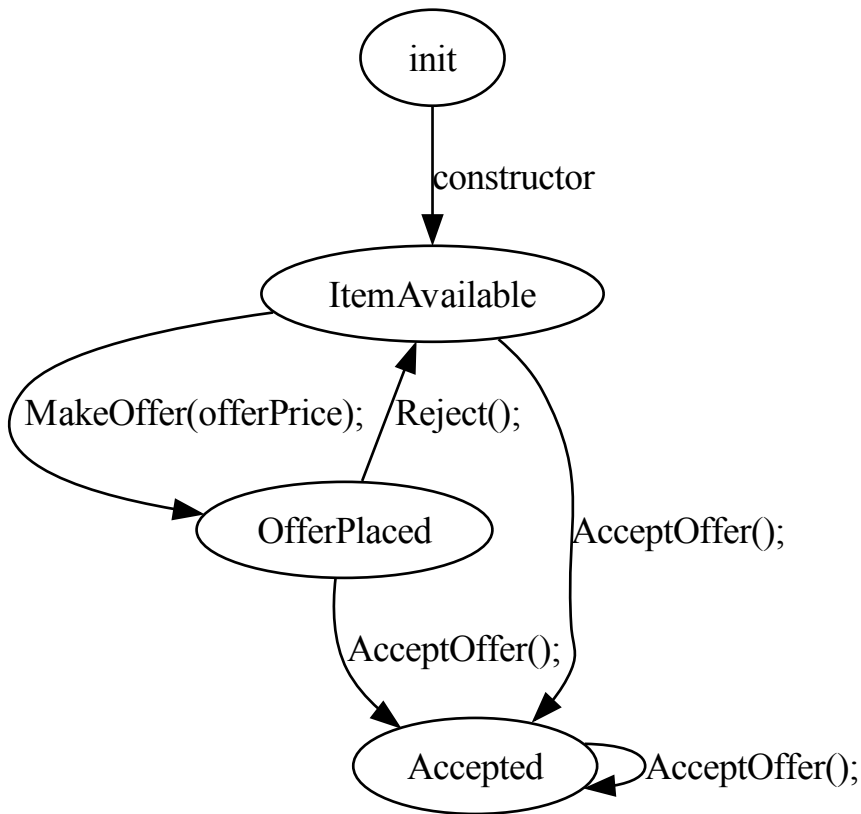 init
constructor
ItemAvailable
MakeOffer(offerPrice);
Reject();
OfferPlaced
AcceptOffer();
AcceptOffer();
Accepted
AcceptOffer();